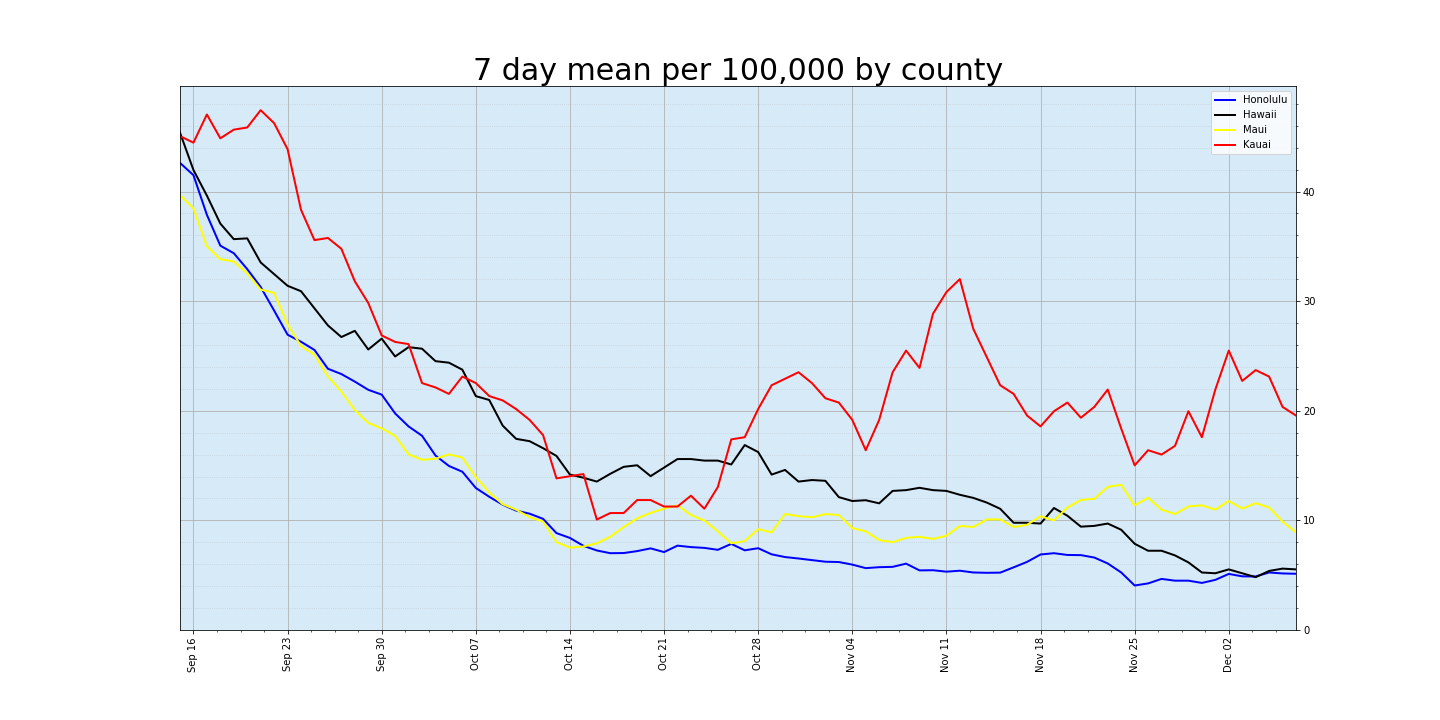 7 day mean per 100,000 by county
Honolulu
Hawaii
Maui
Kauai
40
30
20
10
0
Sep 16
Sep 23
Sep 30
Oct 07
Oct 14
Oct 21
Oct 28
Nov 04
Nov 11
Nov 18
Nov 25
Dec 02